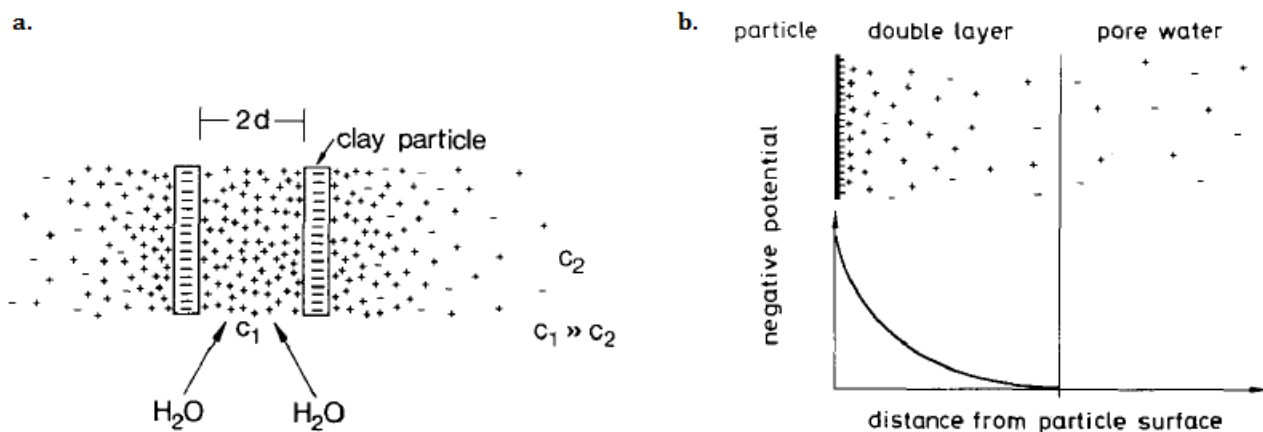 a.
2d
clay particle
C₁
C₂
C₁ » C₂
H₂O H₂O
b.
particle double layer pore water
negative potential
distance from particle surface